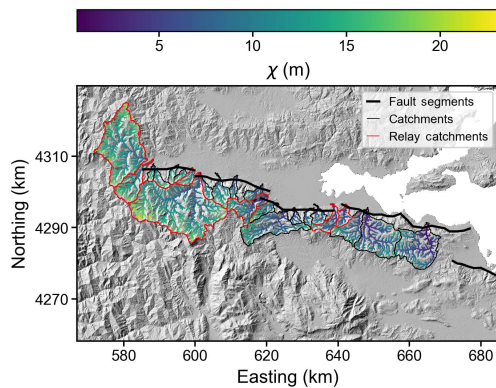 5 10 15 20
χ (m)
Fault segments
Catchments
Relay catchments
4310
4290
4270
Northing (km)
580 600 620 640 660 680
Easting (km)